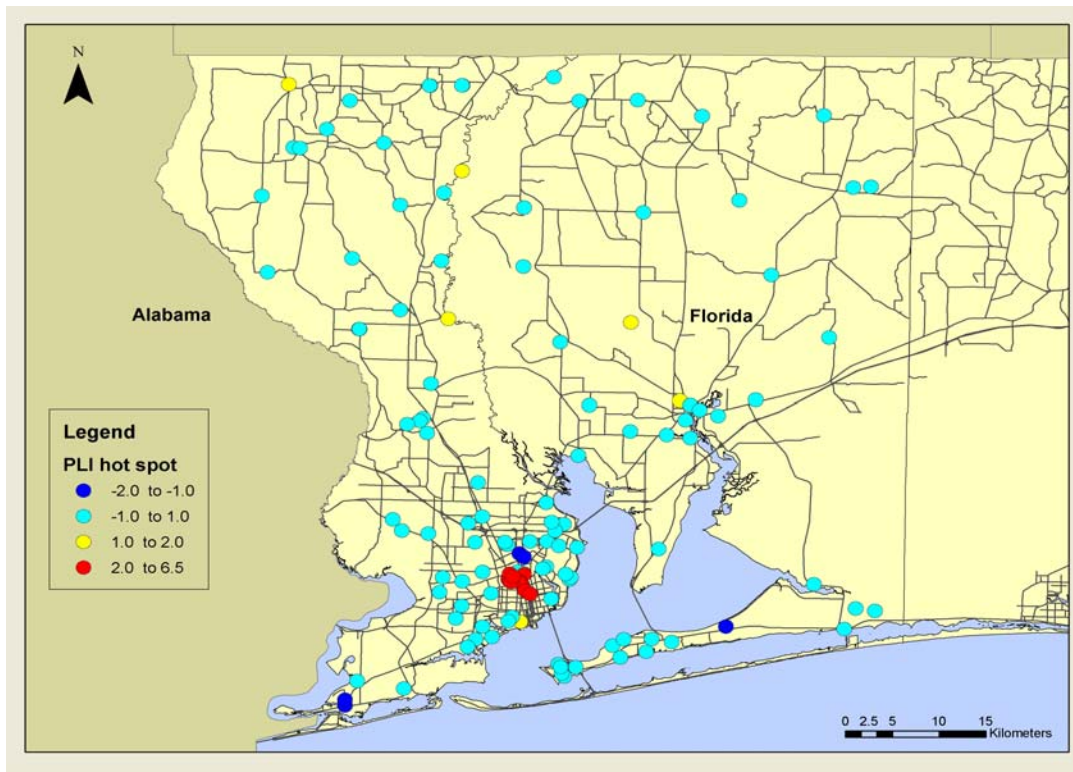 N
Alabama
Florida
Legend
PLI hot spot
-2.0 to -1.0
-1.0 to 1.0
1.0 to 2.0
2.0 to 6.5
0 2.5 5 10 15
Kilometers